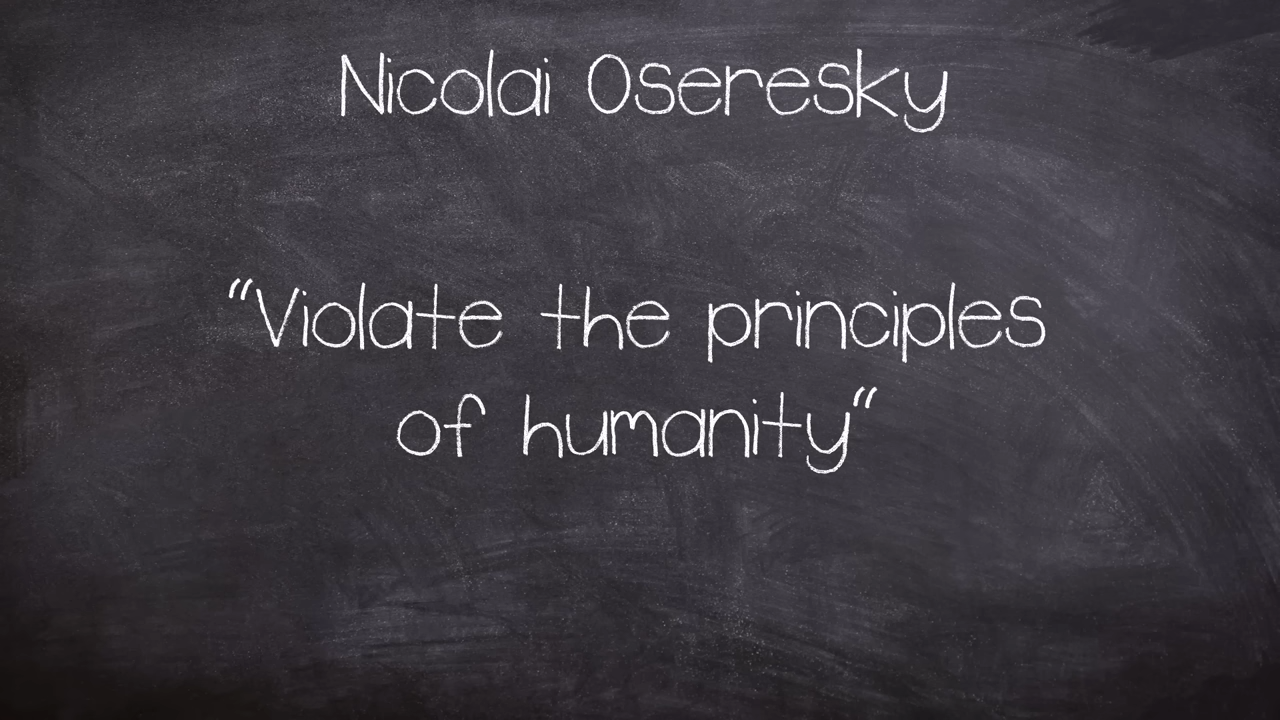 Nicolai Oseresky
“Violate the principles
of humanity“